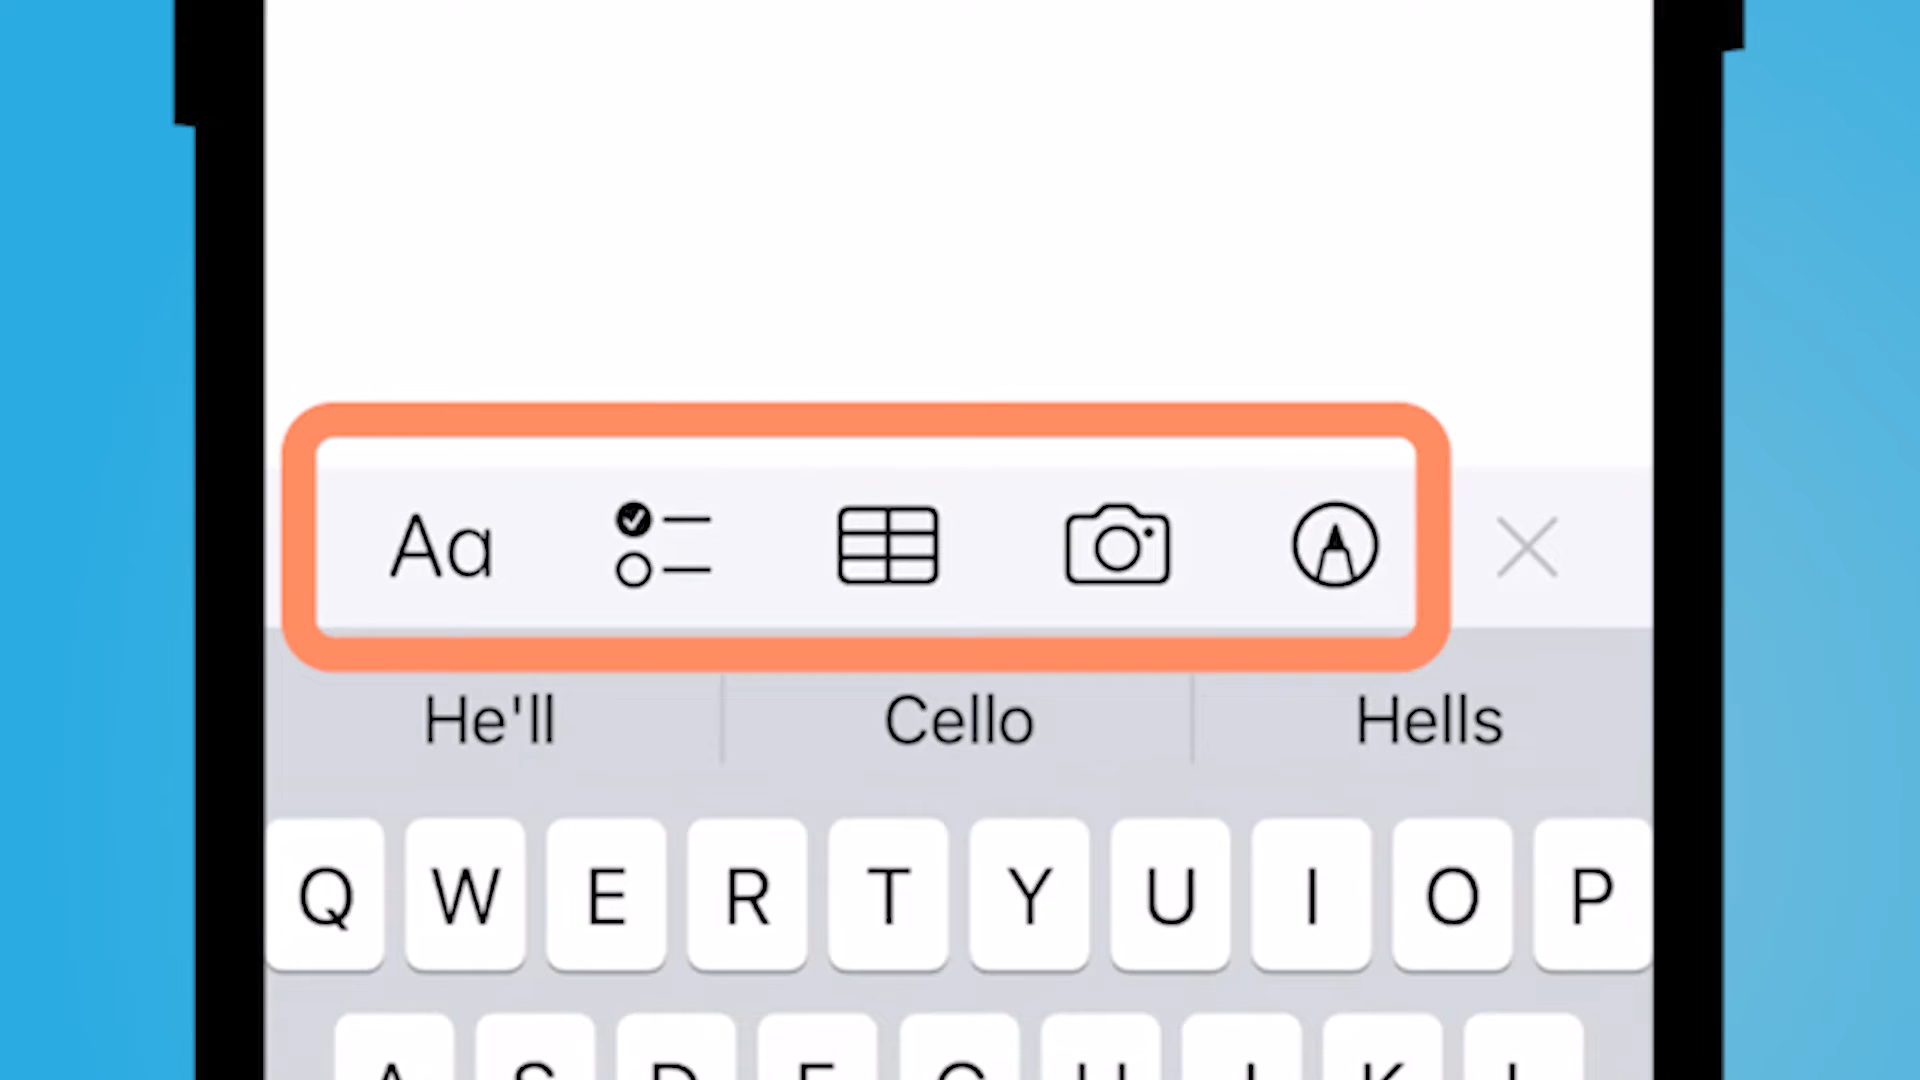 Aa
He'll Cello Hells
Q W E R T Y U I O P
A S D F G H J K L